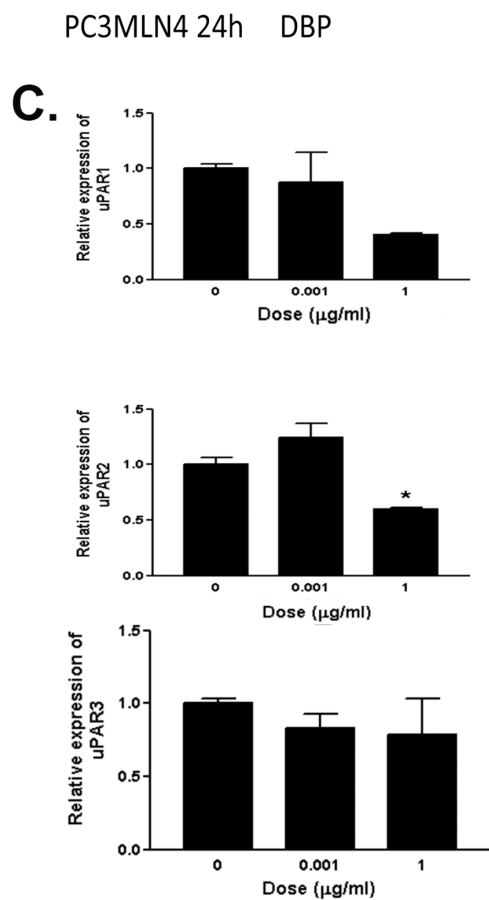 PC3MLN4 24h DBP
C.
Relative expression of
uPAR1
1.5
1.0
0.5
0.0
0 0.001 1
Dose (μg/ml)
Relative expression of
uPAR2
1.5
1.0
0.5
0.0
*
0 0.001 1
Dose (μg/ml)
Relative expression of
uPAR3
1.5
1.0
0.5
0.0
0 0.001 1
Dose (μg/ml)